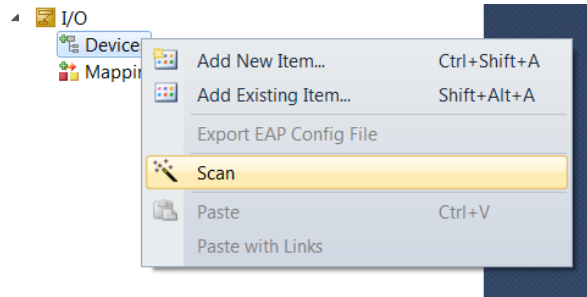 I/O
Device
Mappin
Add New Item... Ctrl+Shift+A
Add Existing Item... Shift+Alt+A
Export EAP Config File
Scan
Paste Ctrl+V
Paste with Links